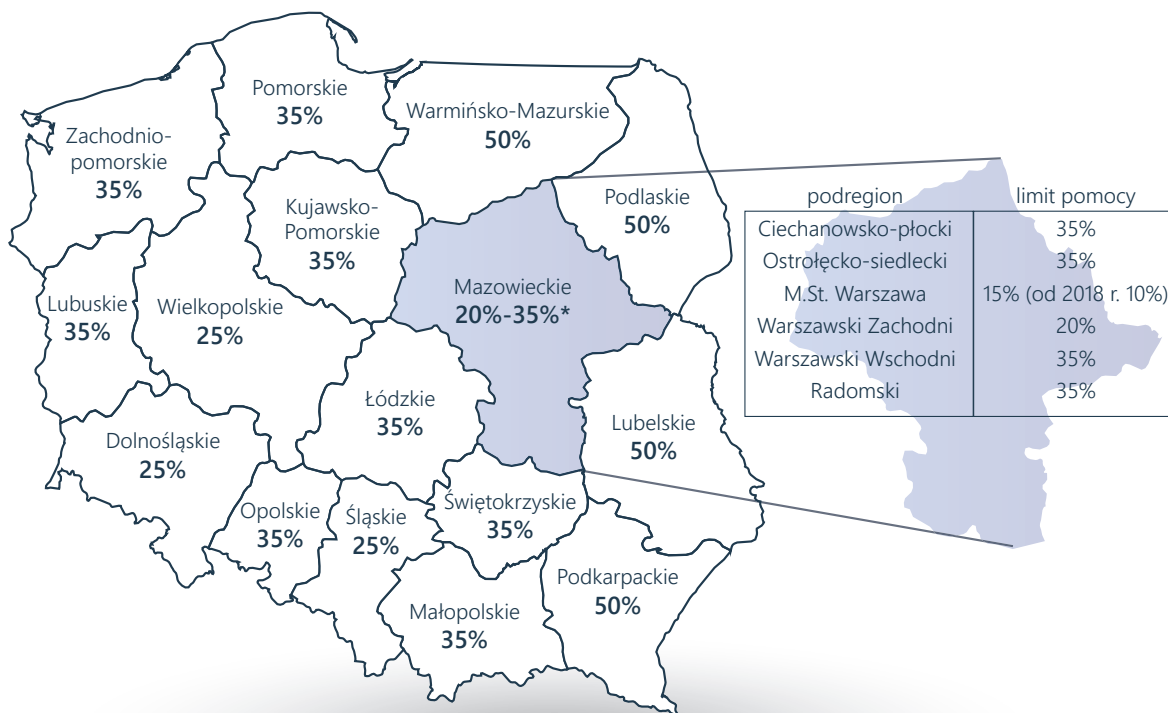 Pomorskie
35%
Warmińsko-Mazurskie
50%
Zachodnio-
pomorskie
35%
Podlaskie
50%
Kujawsko-
Pomorskie
35%
Mazowieckie
20%-35%*
Lubuskie
35%
Wielkopolskie
25%
Łódzkie
35%
Lubelskie
50%
Dolnośląskie
25%
Opolskie
35%
Śląskie
25%
Świętokrzyskie
35%
Podkarpackie
50%
Małopolskie
35%
podregion limit pomocy
Ciechanowsko-płocki 35%
Ostrołęcko-siedlecki 35%
M.St. Warszawa 15% (od 2018 r. 10%)
Warszawski Zachodni 20%
Warszawski Wschodni 35%
Radomski 35%